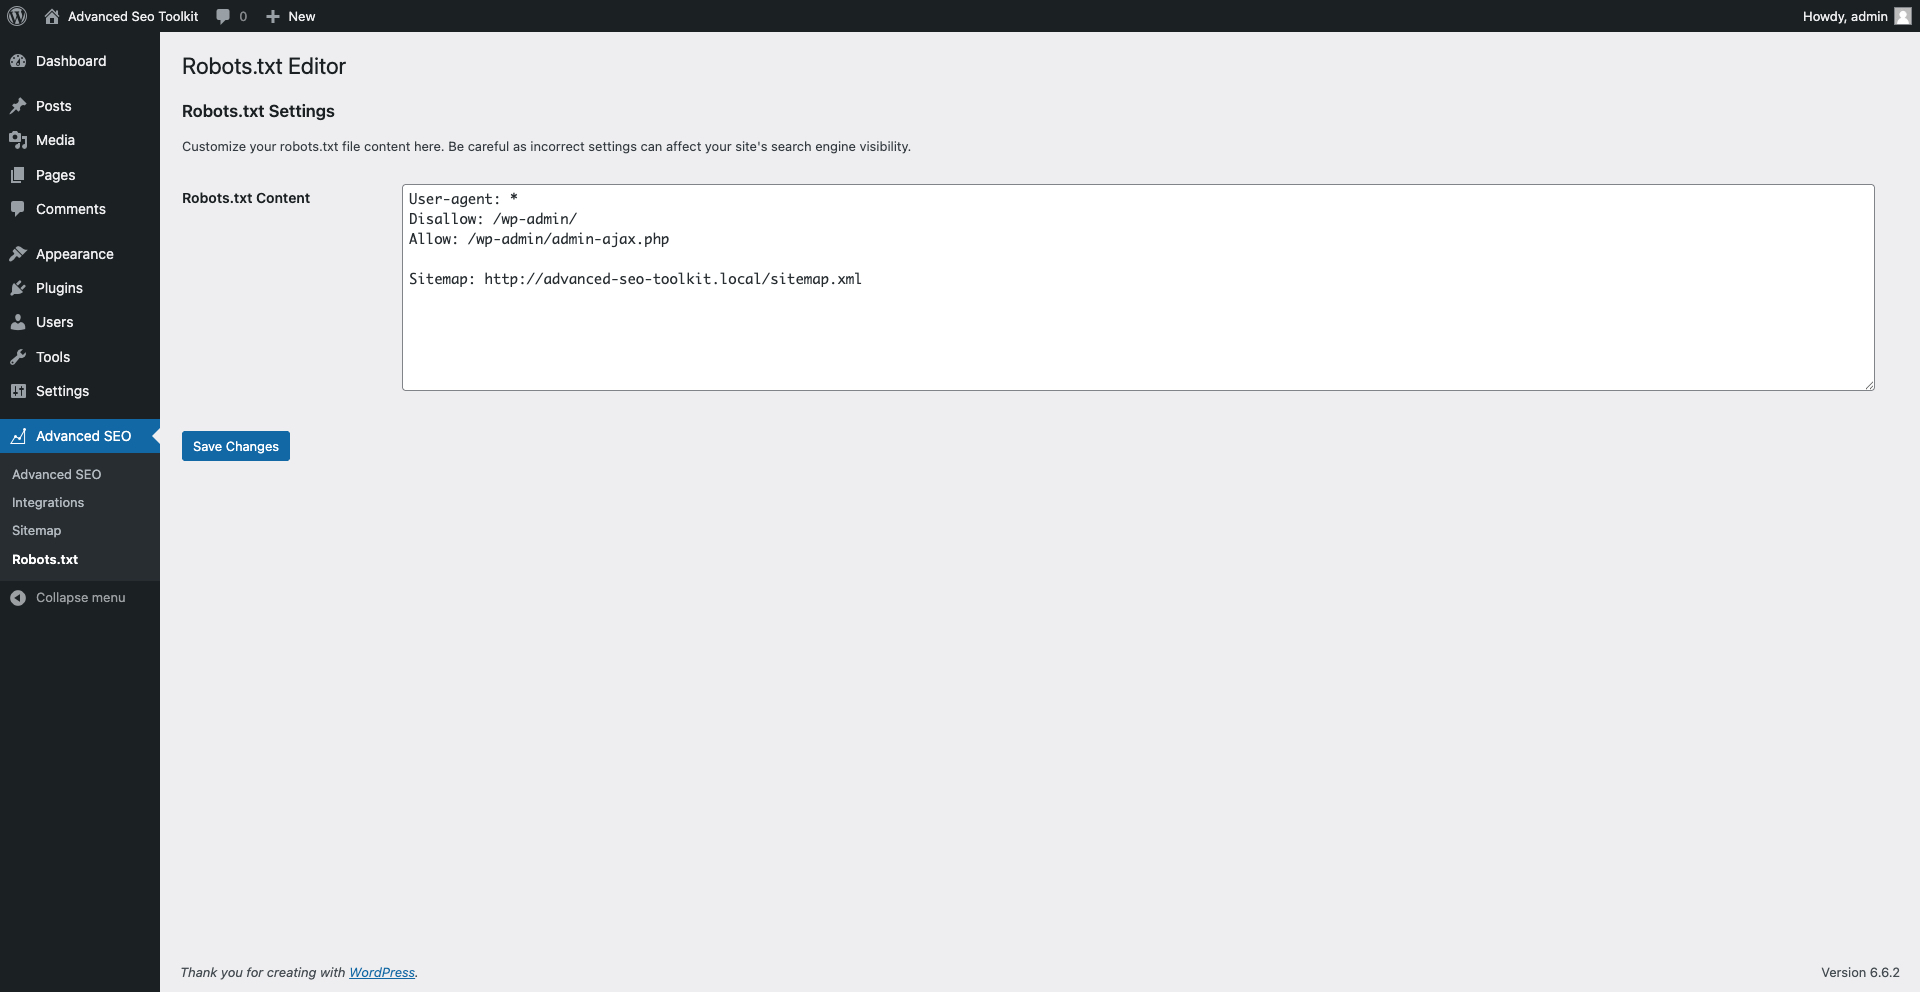 Advanced Seo Toolkit 0 New Howdy, admin
Dashboard
Posts
Media
Pages
Comments
Appearance
Plugins
Users
Tools
Settings
Advanced SEO
Advanced SEO
Integrations
Sitemap
Robots.txt
Collapse menu
Robots.txt Editor
Robots.txt Settings
Customize your robots.txt file content here. Be careful as incorrect settings can affect your site's search engine visibility.
Robots.txt Content
User-agent: *
Disallow: /wp-admin/
Allow: /wp-admin/admin-ajax.php
Sitemap: http://advanced-seo-toolkit.local/sitemap.xml
Save Changes
Thank you for creating with WordPress. Version 6.6.2